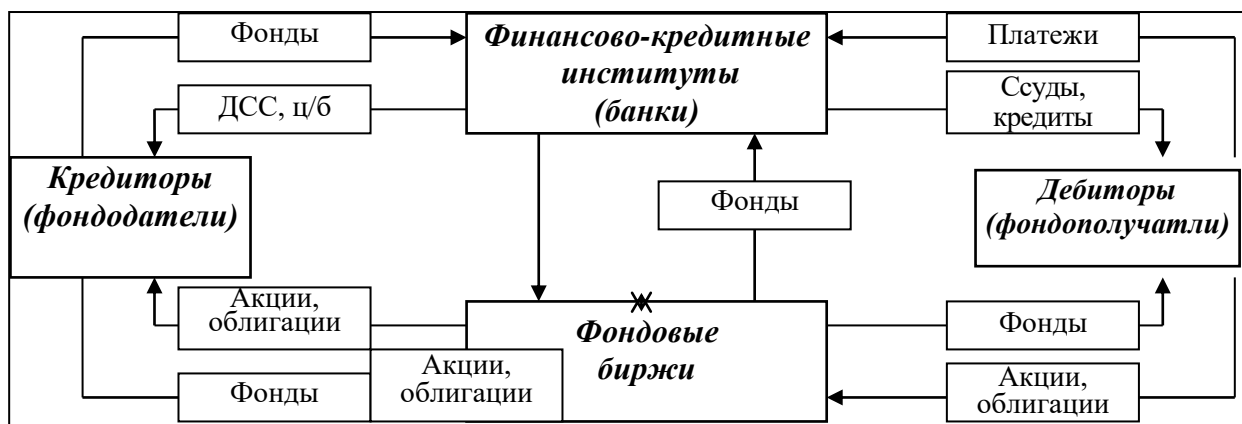 Фонды
Финансово-кредитные
институты
(банки)
Платежи
ДСС, ц/б
Ссуды,
кредиты
Кредиторы
(фондодатели)
Фонды
Дебиторы
(фондополучатли)
Акции,
облигации
Фондовые
биржи
Фонды
Фонды
Акции,
облигации
Акции,
облигации